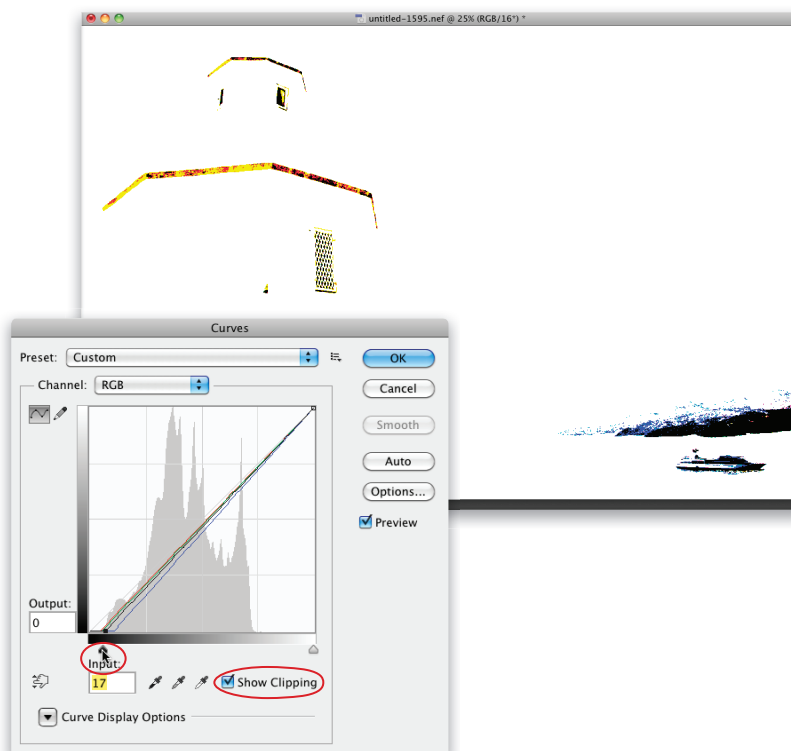 untitled-1595.nef @ 25% (RGB/16*) *
Curves
Preset: Custom
OK
Channel: RGB
Cancel
Smooth
Auto
Options...
Preview
Output:
0
Input:
17
Show Clipping
Curve Display Options